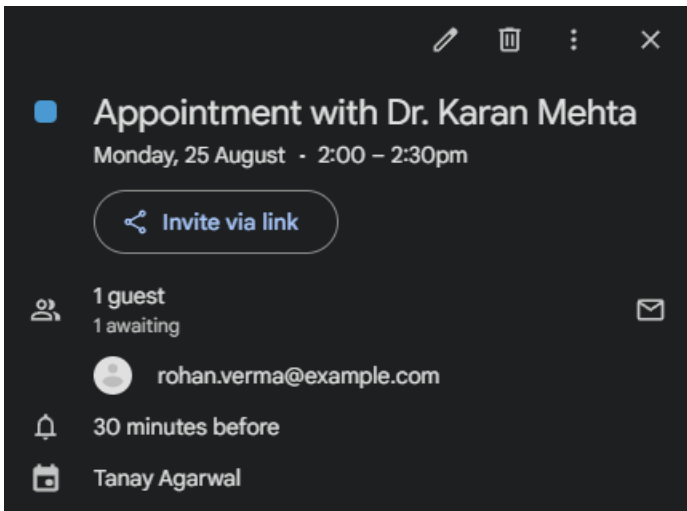 Appointment with Dr. Karan Mehta
Monday, 25 August · 2:00 – 2:30pm
Invite via link
1 guest
1 awaiting
rohan.verma@example.com
30 minutes before
Tanay Agarwal